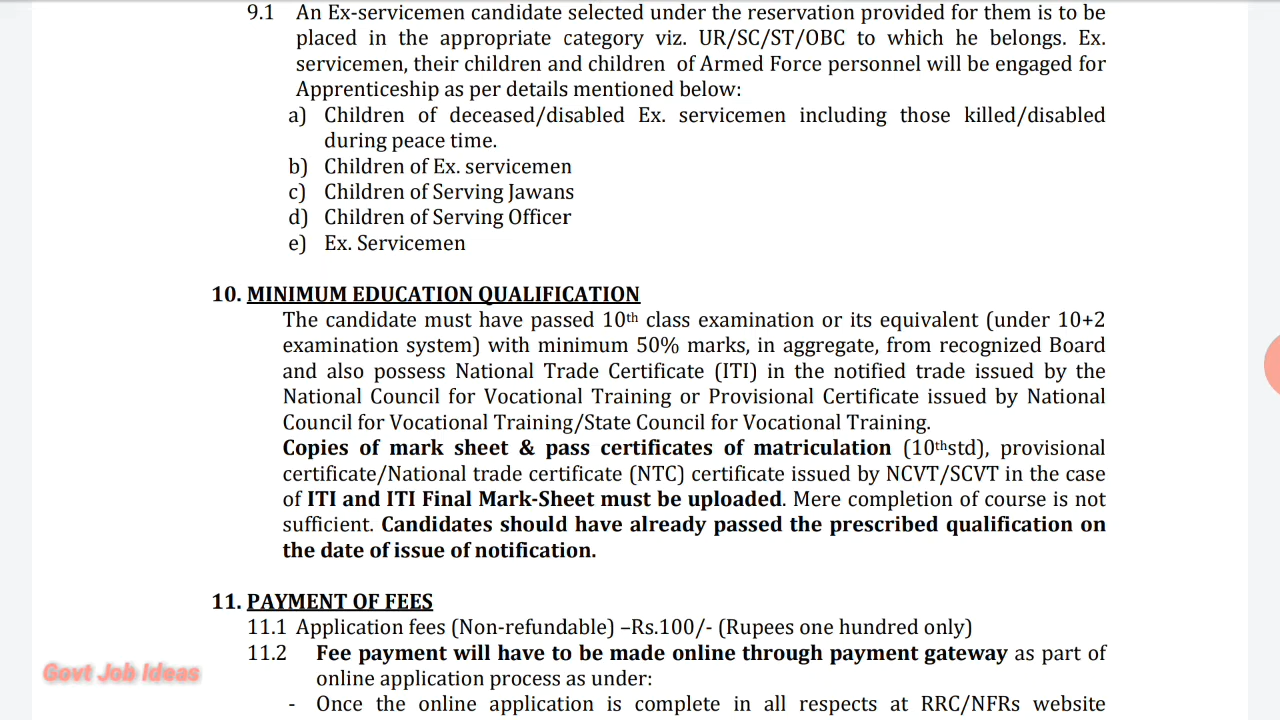 9.1 An Ex-servicemen candidate selected under the reservation provided for them is to be
placed in the appropriate category viz. UR/SC/ST/OBC to which he belongs. Ex.
servicemen, their children and children of Armed Force personnel will be engaged for
Apprenticeship as per details mentioned below:
a) Children of deceased/disabled Ex. servicemen including those killed/disabled
during peace time.
b) Children of Ex. servicemen
c) Children of Serving Jawans
d) Children of Serving Officer
e) Ex. Servicemen
10. MINIMUM EDUCATION QUALIFICATION
The candidate must have passed 10th class examination or its equivalent (under 10+2
examination system) with minimum 50% marks, in aggregate, from recognized Board
and also possess National Trade Certificate (ITI) in the notified trade issued by the
National Council for Vocational Training or Provisional Certificate issued by National
Council for Vocational Training/State Council for Vocational Training.
Copies of mark sheet & pass certificates of matriculation (10thstd), provisional
certificate/National trade certificate (NTC) certificate issued by NCVT/SCVT in the case
of ITI and ITI Final Mark-Sheet must be uploaded. Mere completion of course is not
sufficient. Candidates should have already passed the prescribed qualification on
the date of issue of notification.
11. PAYMENT OF FEES
11.1 Application fees (Non-refundable) –Rs.100/- (Rupees one hundred only)
11.2 Fee payment will have to be made online through payment gateway as part of
online application process as under:
- Once the online application is complete in all respects at RRC/NFRs website
Govt Job Ideas